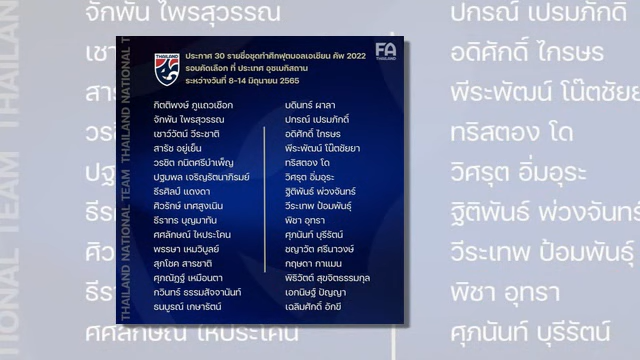 ประกาศ 30 รายชื่อชุดทำศึกฟุตบอลเอเชียน คัพ 2022
รอบคัดเลือก ที่ ประเทศ อุซเบกิสถาน
ระหว่างวันที่ 8-14 มิถุนายน 2565
FA
THAILAND
THAILAND
THAILAND NATIONAL TEAM THAILAND NATIONAL T
กิตติพงษ์ ภูแถวเชือก
จักพัน ไพรสุวรรณ
เชาว์วัตน์ วีระชาติ
สารัช อยู่เย็น
วรชิต กนิตศรีบำเพ็ญ
ปฐมพล เจริญรัตนาภิรมย์
ธีรศิลป์ แดงดา
ศิวรักษ์ เทศสูงเนิน
ธีราทร บุญมาทัน
ศศลักษณ์ ไหประโคน
พรรษา เหมวิบูลย์
สุภโชค สารชาติ
ศุภณัฏฐ์ เหมือนตา
กวินทร์ ธรรมสัจจานันท์
ธนบูรณ์ เกษารัตน์
บดินทร์ ผาลา
ปกรณ์ เปรมภักดิ์
อดิศักดิ์ ไกรษร
พีระพัฒน์ โน๊ตชัยยา
ทริสตอง โด
วิศรุต อิ่มอุระ
ฐิติพันธ์ พ่วงจันทร์
วีระเทพ ป้อมพันธุ์
พิชา อุทรา
ศุภนันท์ บุรีรัตน์
ชญาวัต ศรีนาวงษ์
กฤษดา กาแมน
พิธิวัตต์ สุขจิตธรรมกุล
เอกนิษฐ์ ปัญญา
เฉลิมศักดิ์ อักขี
จักพัน ไพรสุวรรณ
ปกรณ์ เปรมภักดิ์
อดิศักดิ์ ไกรษร
พีระพัฒน์ โน๊ตชัยย
ทริสตอง โด
วิศรุต อิ่มอุระ
ฐิติพันธ์ พ่วงจันทร์
วีระเทพ ป้อมพันธุ์
พิชา อุทรา
ศศลักษณ์ ไหประโคน
ศุภนันท์ บุรีรัตน์